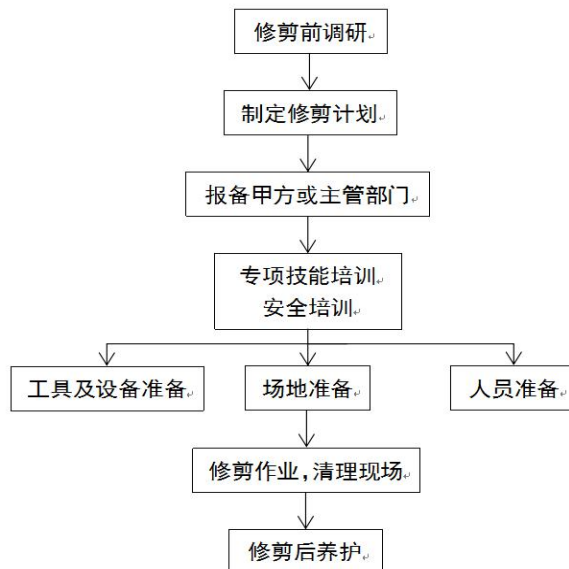 修剪前调研
制定修剪计划
报备甲方或主管部门
专项技能培训
安全培训
工具及设备准备
场地准备
人员准备
修剪作业，清理现场
修剪后养护